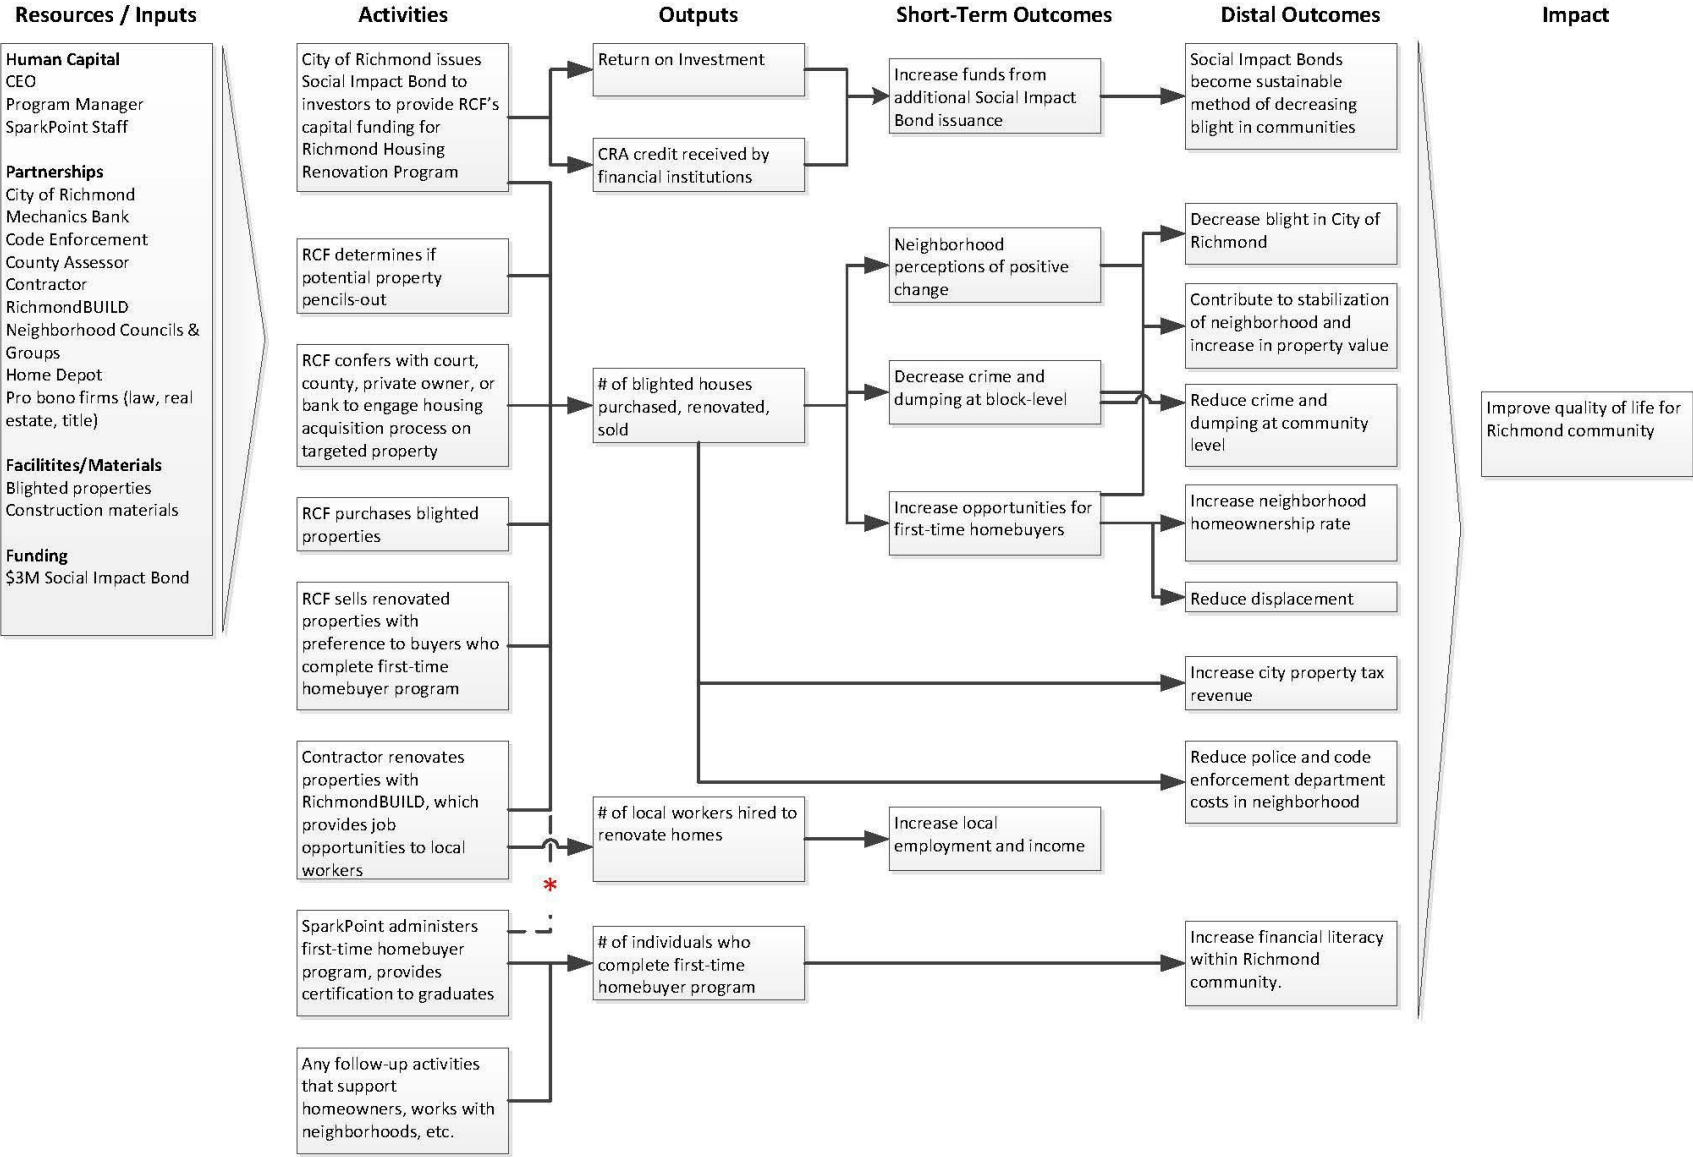 Resources / Inputs
Activities
Outputs
Short-Term Outcomes
Distal Outcomes
Impact
Human Capital
CEO
Program Manager
SparkPoint Staff
Partnerships
City of Richmond
Mechanics Bank
Code Enforcement
County Assessor
Contractor
RichmondBUILD
Neighborhood Councils &
Groups
Home Depot
Pro bono firms (law, real
estate, title)
Facilitites/Materials
Blighted properties
Construction materials
Funding
$3M Social Impact Bond
City of Richmond issues
Social Impact Bond to
investors to provide RCF’s
capital funding for
Richmond Housing
Renovation Program
RCF determines if
potential property
pencils-out
RCF confers with court,
county, private owner, or
bank to engage housing
acquisition process on
targeted property
RCF purchases blighted
properties
RCF sells renovated
properties with
preference to buyers who
complete first-time
homebuyer program
Contractor renovates
properties with
RichmondBUILD, which
provides job
opportunities to local
workers
*
SparkPoint administers
first-time homebuyer
program, provides
certification to graduates
Any follow-up activities
that support
homeowners, works with
neighborhoods, etc.
Return on Investment
CRA credit received by
financial institutions
# of blighted houses
purchased, renovated,
sold
# of local workers hired to
renovate homes
# of individuals who
complete first-time
homebuyer program
Increase funds from
additional Social Impact
Bond issuance
Neighborhood
perceptions of positive
change
Decrease crime and
dumping at block-level
Increase opportunities for
first-time homebuyers
Increase local
employment and income
Social Impact Bonds
become sustainable
method of decreasing
blight in communities
Decrease blight in City of
Richmond
Contribute to stabilization
of neighborhood and
increase in property value
Reduce crime and
dumping at community
level
Increase neighborhood
homeownership rate
Reduce displacement
Increase city property tax
revenue
Reduce police and code
enforcement department
costs in neighborhood
Increase financial literacy
within Richmond
community.
Improve quality of life for
Richmond community